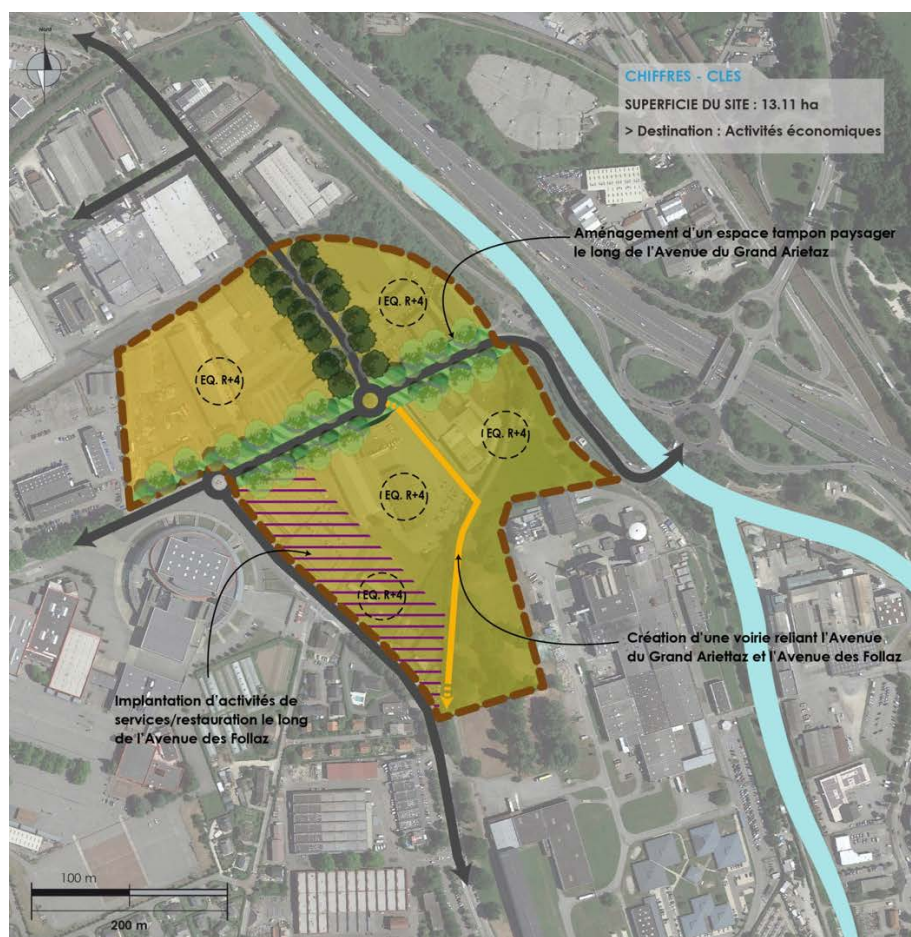 Nord
CHIFFRES - CLES
SUPERFICIE DU SITE : 13.11 ha
> Destination : Activités économiques
Aménagement d'un espace tampon paysager
le long de l'Avenue du Grand Arietaz
EQ. R+4
EQ. R+4
EQ. R+4
EQ. R+4
EQ. R+4
Création d'une voirie reliant l'Avenue
du Grand Ariettaz et l'Avenue des Follaz
Implantation d'activités de
services/restauration le long
de l'Avenue des Follaz
100 m
200 m